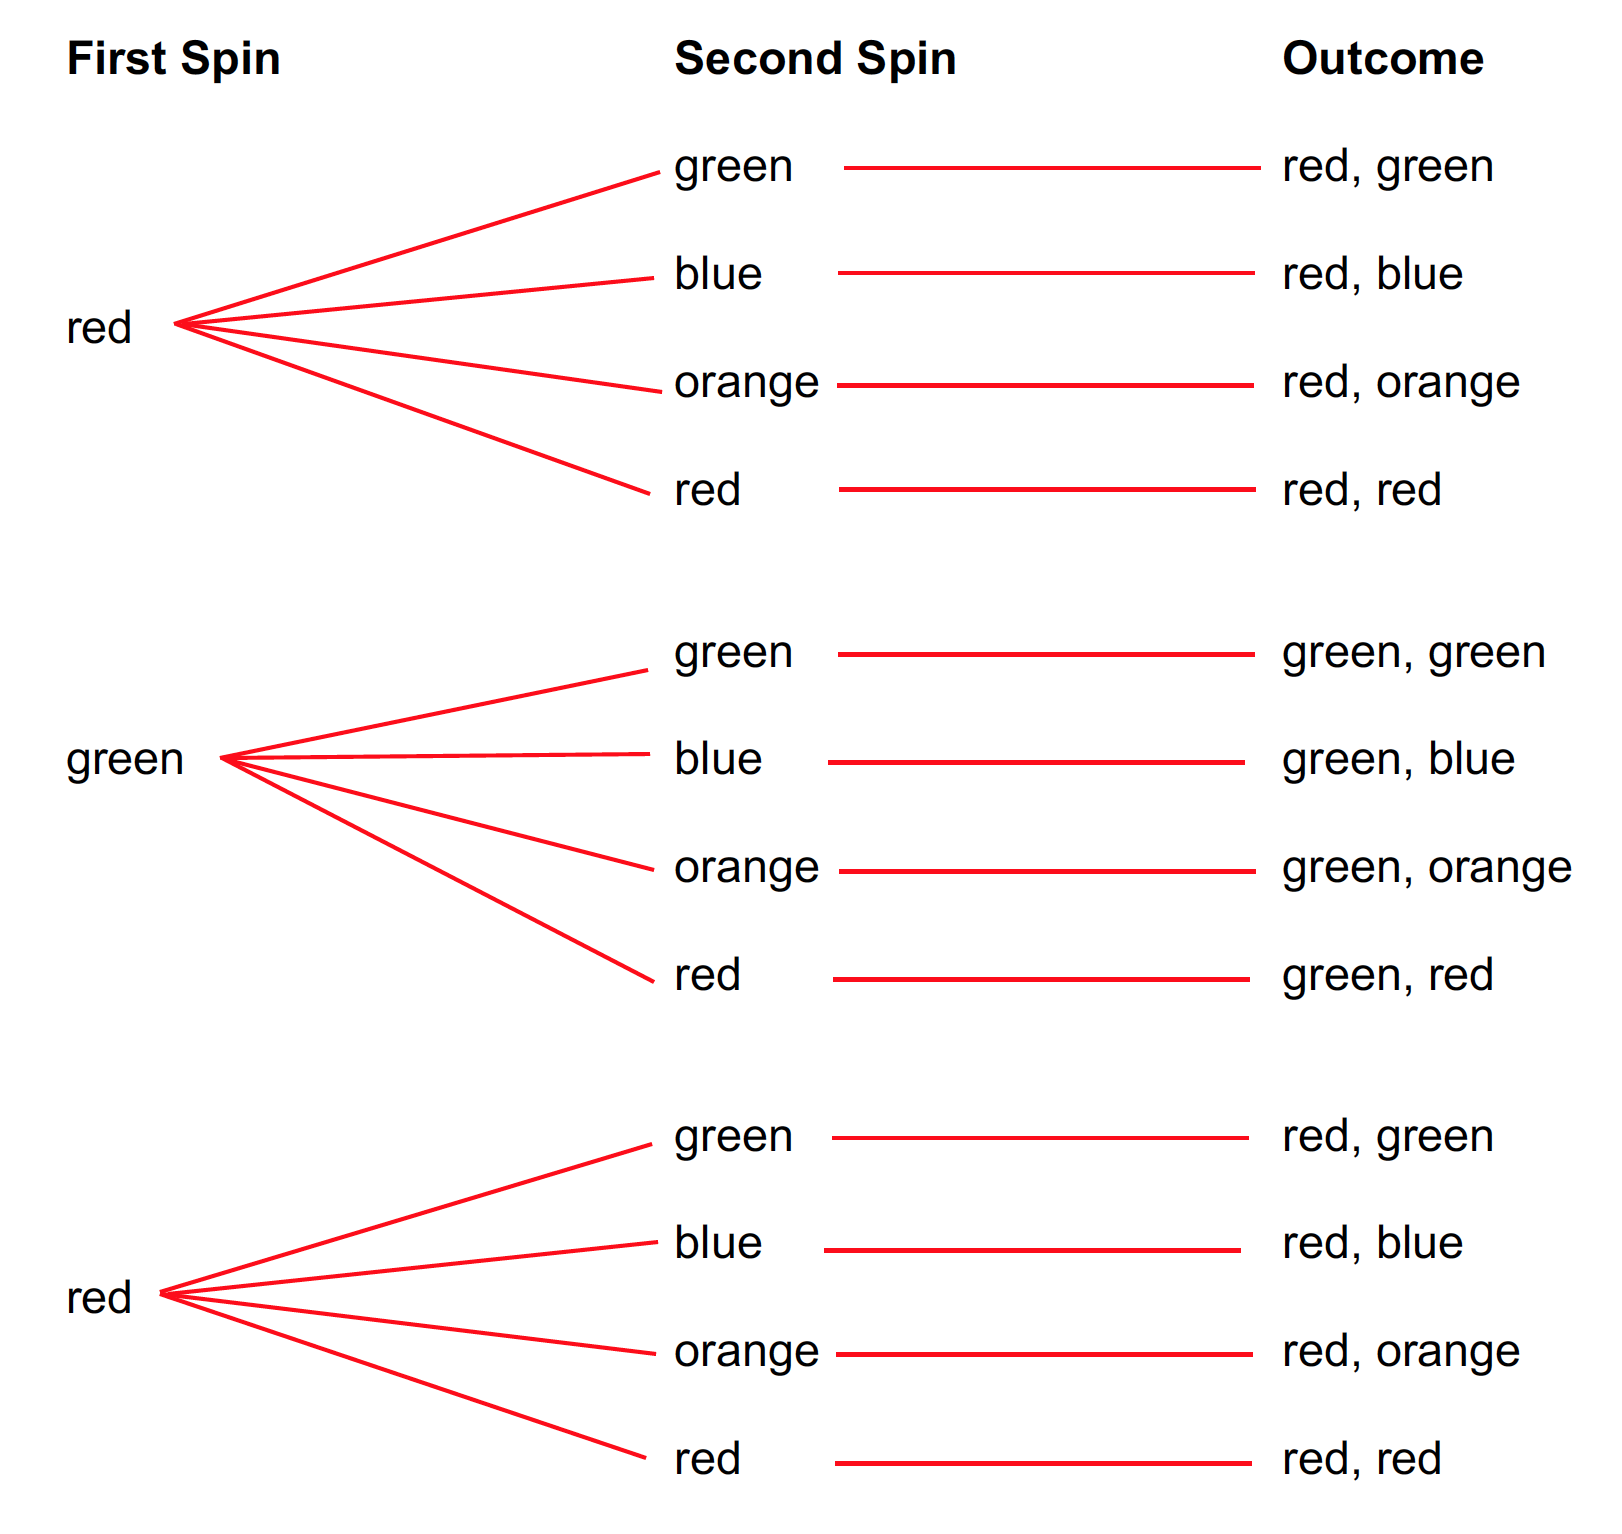 First Spin Second Spin Outcome
green red, green
blue red, blue
red
orange red, orange
red red, red
green green, green
green blue green, blue
orange green, orange
red green, red
green red, green
blue red, blue
red
orange red, orange
red red, red